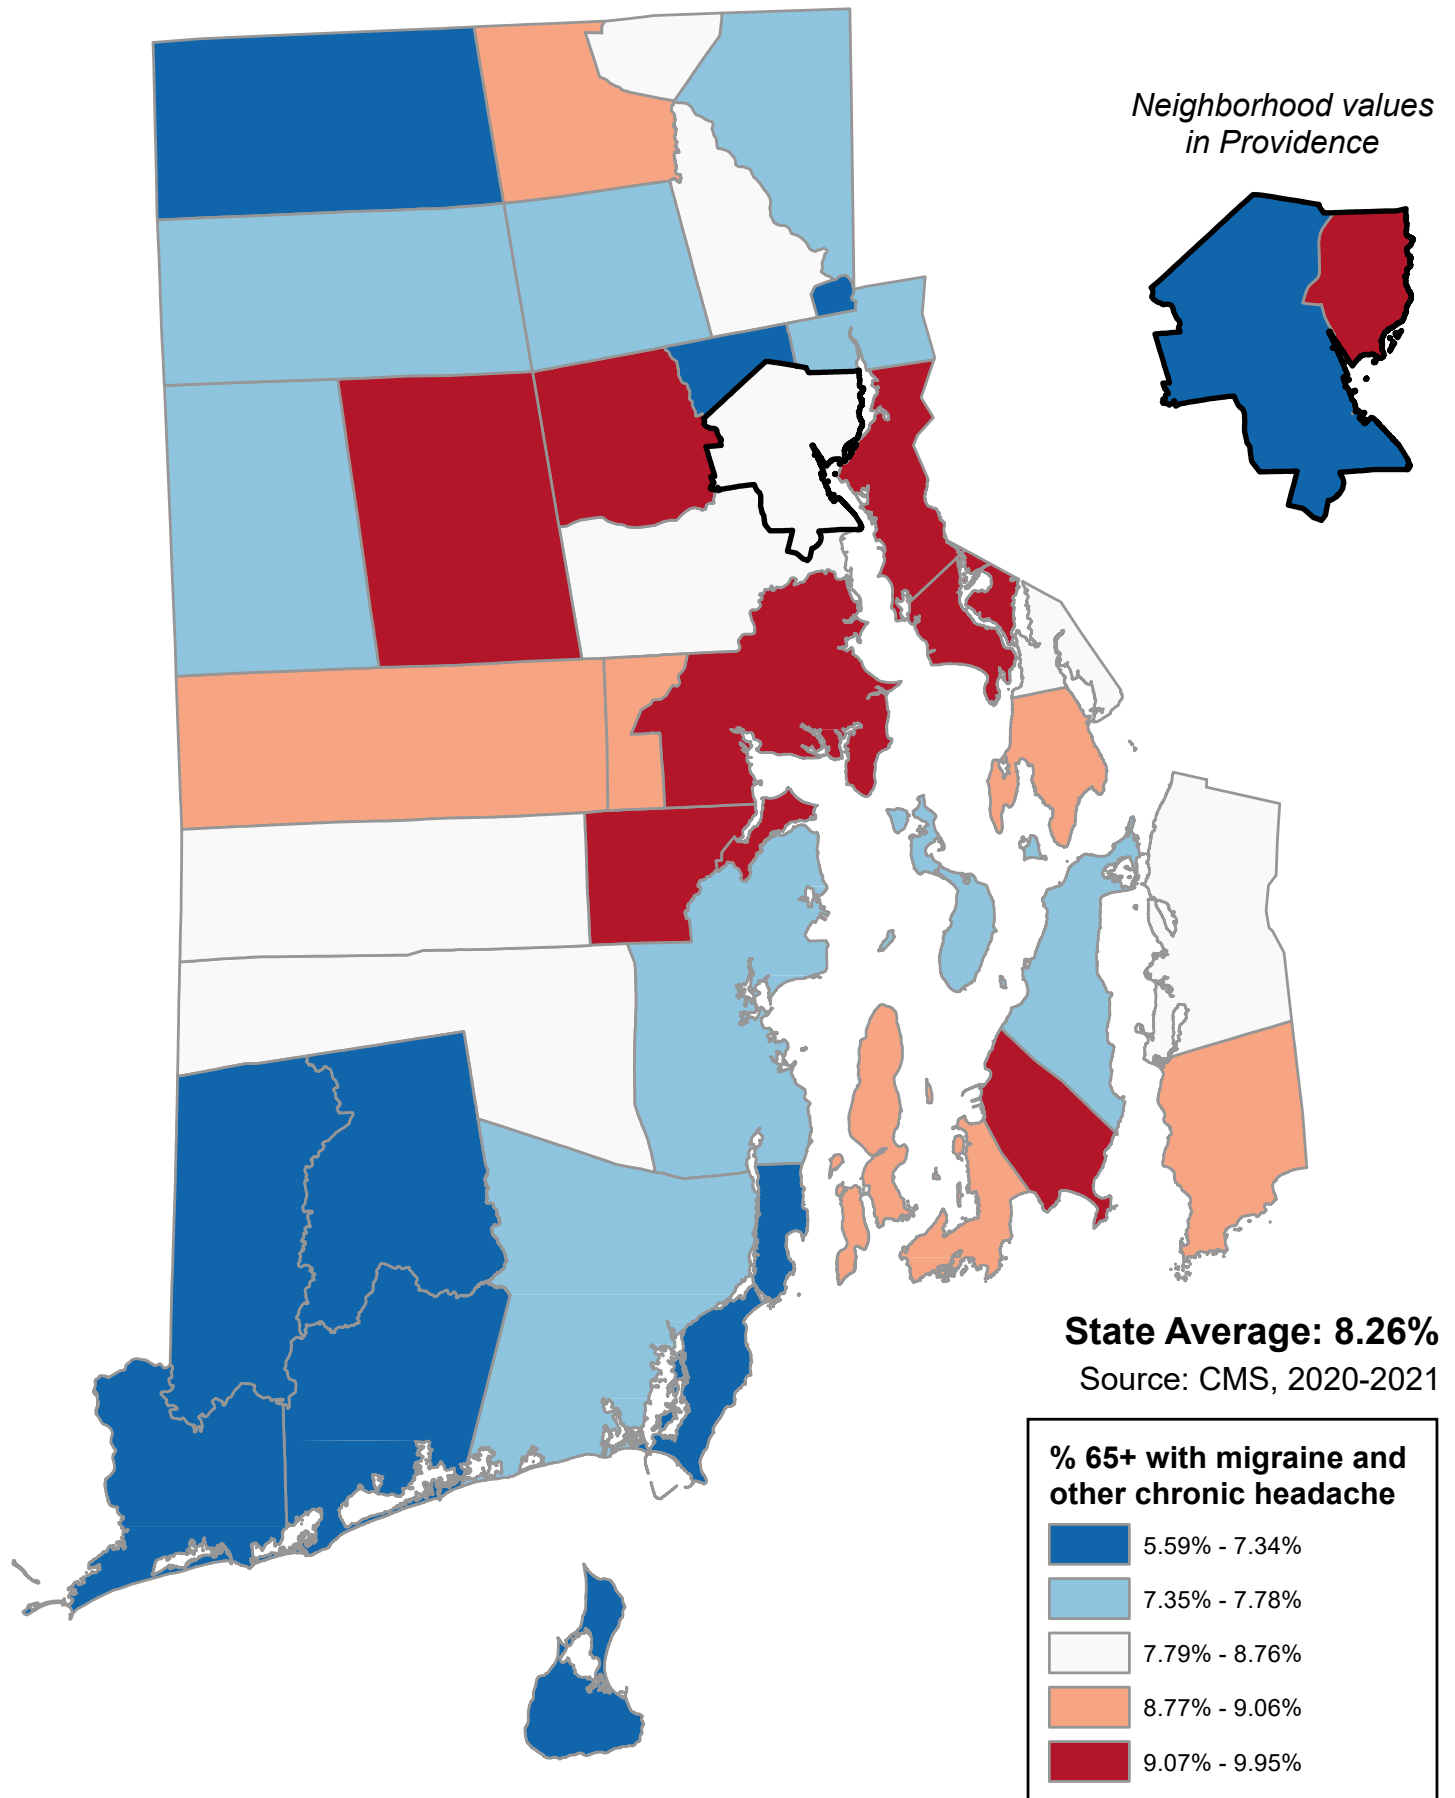 Neighborhood values
in Providence
State Average: 8.26%
Source: CMS, 2020-2021
% 65+ with migraine and
other chronic headache
5.59% - 7.34%
7.35% - 7.78%
7.79% - 8.76%
8.77% - 9.06%
9.07% - 9.95%